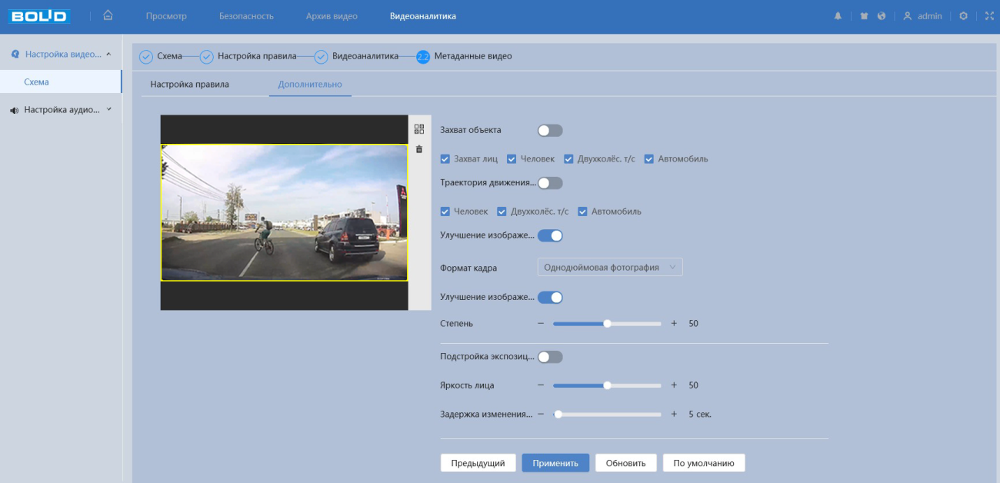 BOLID Просмотр Безопасность Архив видео Видеоаналитика admin
Настройка видео...
Схема
Настройка аудио...
Схема Настройка правила Видеоаналитика 2.2 Метаданные видео
Настройка правила Дополнительно
Захват объекта
Захват лиц Человек Двухколёс. т/с Автомобиль
Траектория движения...
Человек Двухколёс. т/с Автомобиль
Улучшение изображе...
Формат кадра Однодюймовая фотография
Улучшение изображе...
Степень − + 50
Подстройка экспозиц...
Яркость лица − + 50
Задержка изменения... − + 5 сек.
Предыдущий Применить Обновить По умолчанию